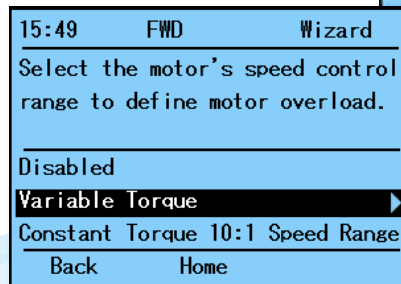 15:49 FWD Wizard
Select the motor's speed control
range to define motor overload.
Disabled
Variable Torque
Constant Torque 10:1 Speed Range
Back Home